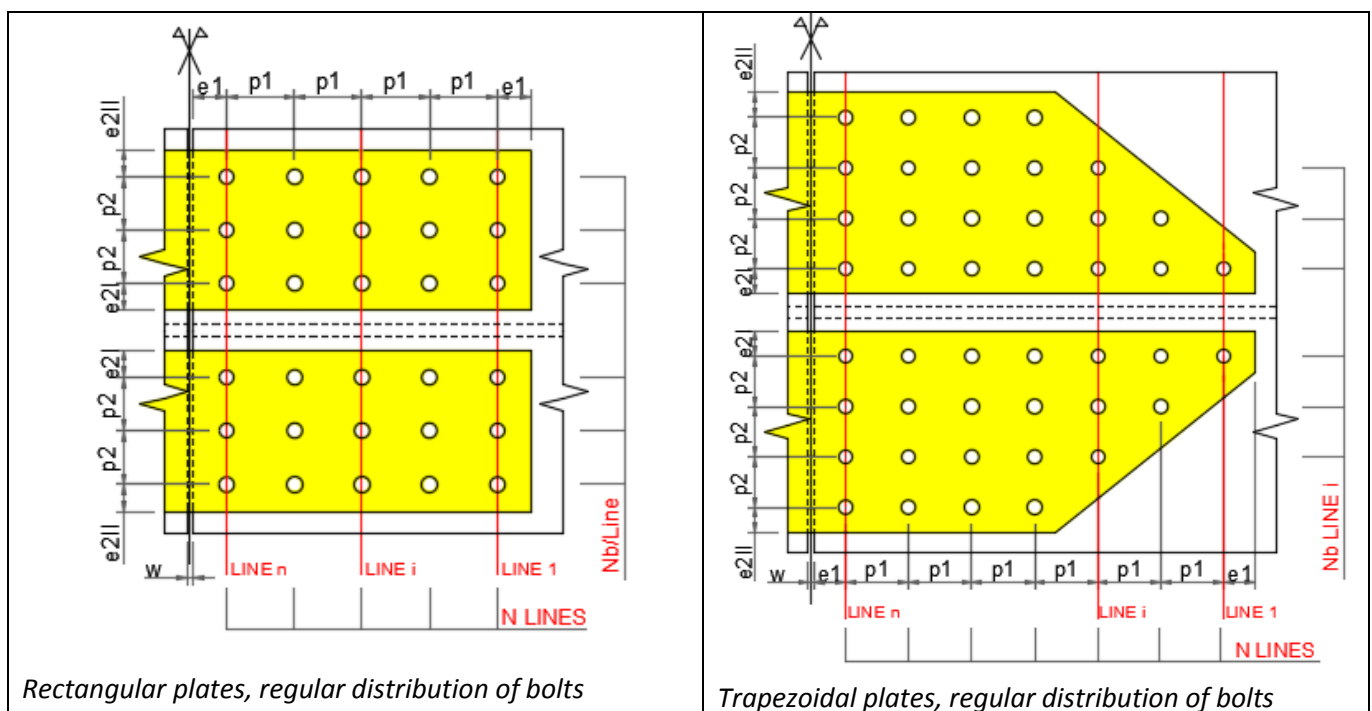 e1 p1 p1 p1 p1 e1
e2II
p2
p2
e2I
e2I
p2
p2
e2II
w
LINE n
LINE i
LINE 1
N LINES
Nb/Line
Rectangular plates, regular distribution of bolts
e2II
p2
p2
p2
e2I
e2I
p2
p2
p2
e2II
w e1 p1 p1 p1 p1 p1 p1 e1
LINE n
LINE i
LINE 1
N LINES
Nb LINE i
Trapezoidal plates, regular distribution of bolts